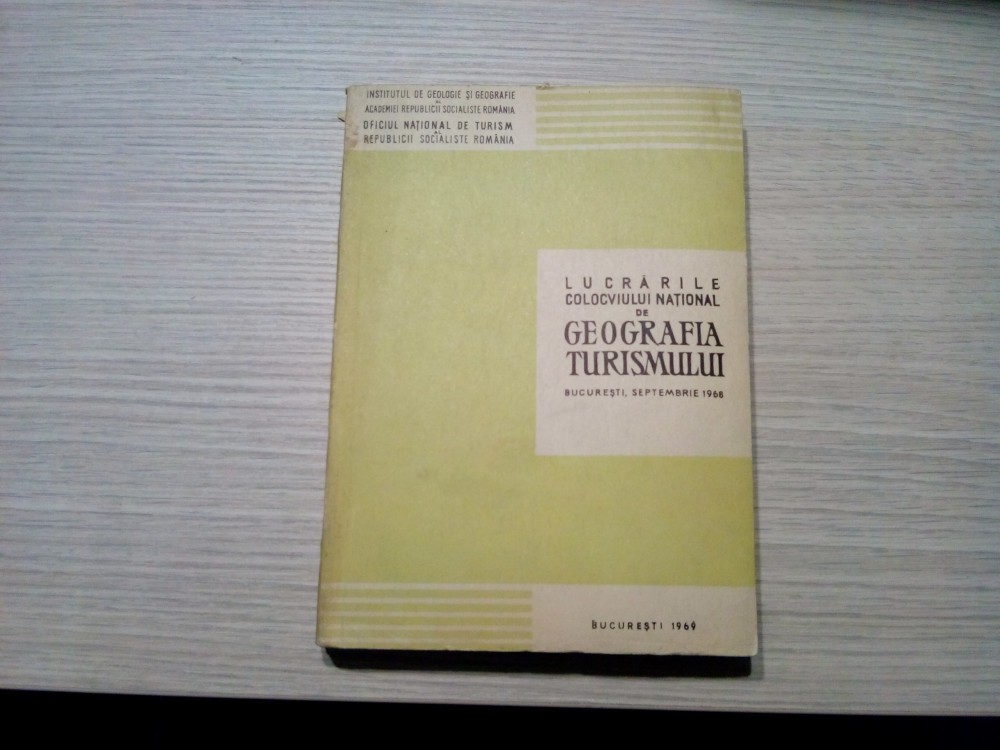 INSTITUTUL DE GEOLOGIE ȘI GEOGRAFIE
AL
ACADEMIEI REPUBLICII SOCIALISTE ROMÂNIA
OFICIUL NAȚIONAL DE TURISM
AL
REPUBLICII SOCIALISTE ROMÂNIA
LUCRĂRILE
COLOCVIULUI NAȚIONAL
DE
GEOGRAFIA
TURISMULUI
BUCUREȘTI, SEPTEMBRIE 1968
BUCUREȘTI 1969